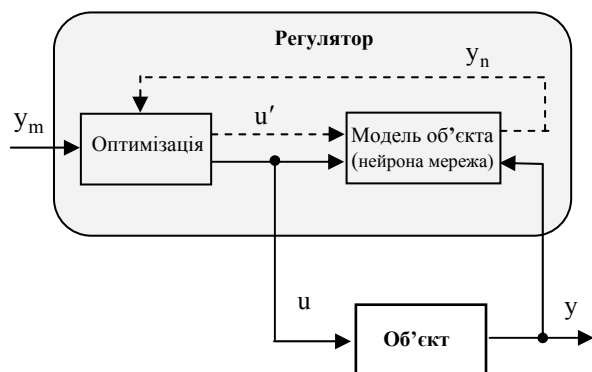 Регулятор
yn
ym
u′
Оптимізація
Модель об’єкта
(нейрона мережа)
u
y
Об’єкт